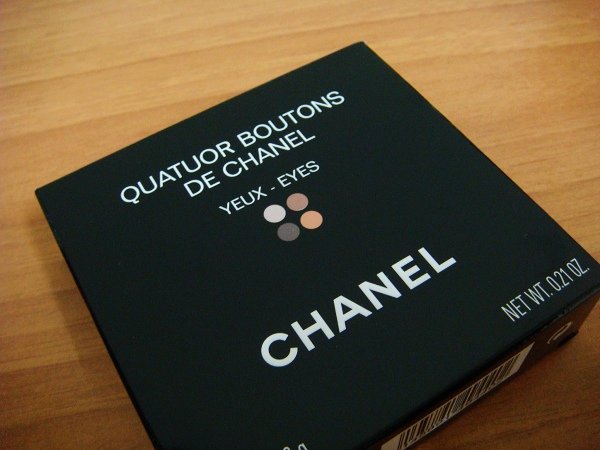 QUATUOR BOUTONS
DE CHANEL
YEUX - EYES
CHANEL
NET WT. 0.21 OZ.
g